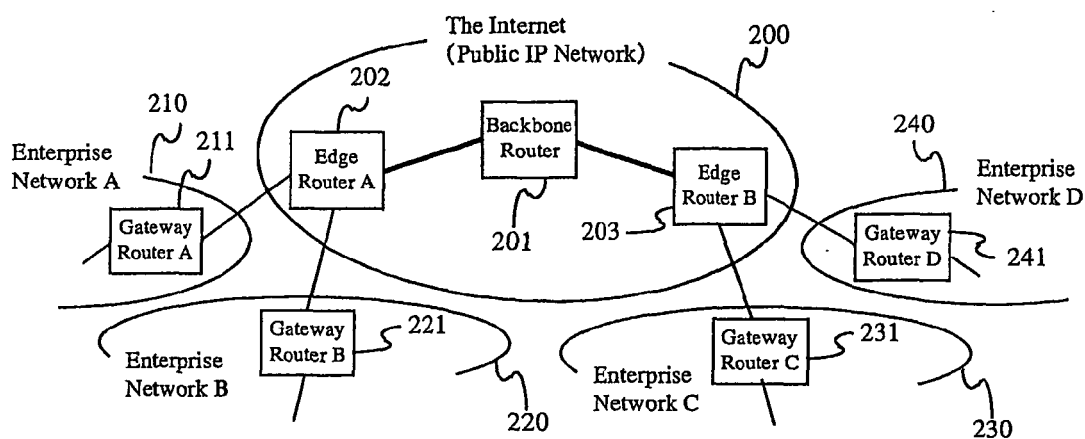 The Internet
(Public IP Network)
200
202
210
211
Enterprise
Network A
Edge
Router A
Backbone
Router
Edge
Router B
240
Enterprise
Network D
Gateway
Router A
201
203
Gateway
Router D
241
Gateway
Router B
221
Enterprise
Network B
220
Gateway
Router C
231
Enterprise
Network C
230